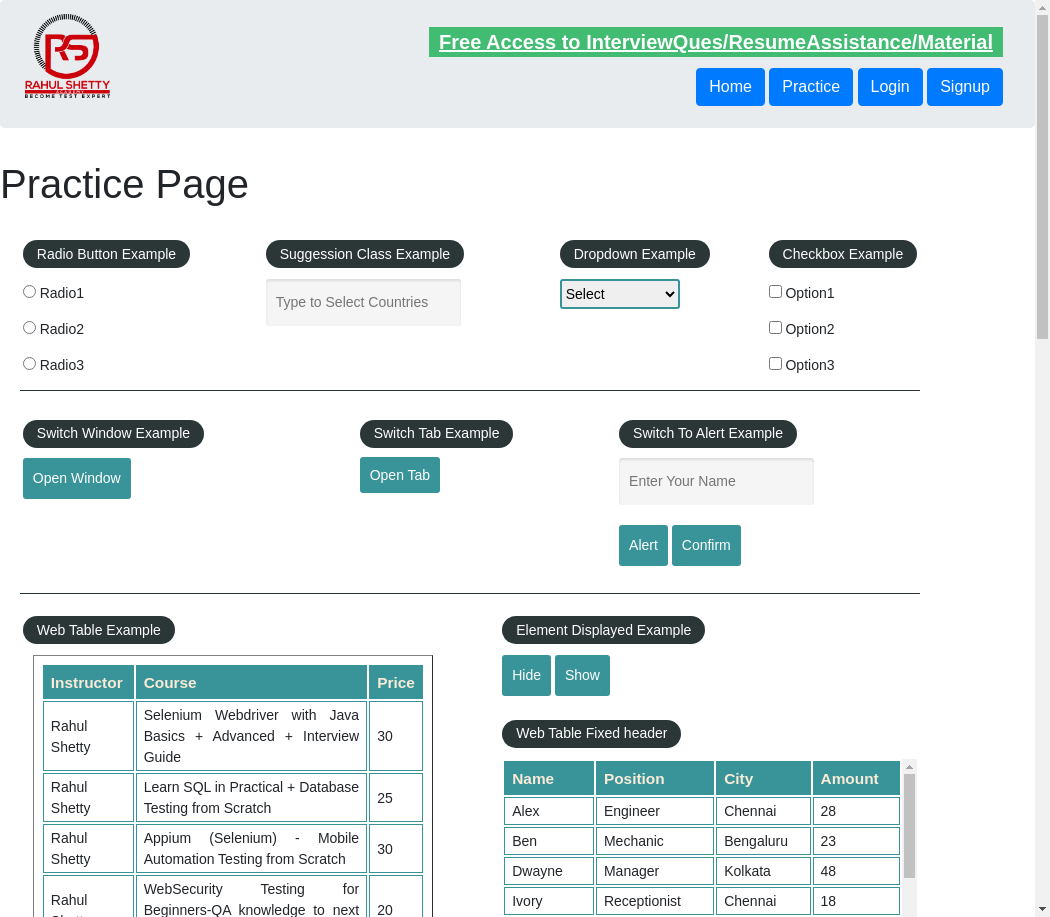 RAHUL SHETTY
ACADEMY
BECOME TEST EXPERT
Free Access to InterviewQues/ResumeAssistance/Material
Home Practice Login Signup
Practice Page
Radio Button Example
Radio1
Radio2
Radio3
Suggession Class Example
Type to Select Countries
Dropdown Example
Select
Checkbox Example
Option1
Option2
Option3
Switch Window Example
Open Window
Switch Tab Example
Open Tab
Switch To Alert Example
Enter Your Name
Alert Confirm
Web Table Example
Instructor Course Price
Rahul Shetty Selenium Webdriver with Java Basics + Advanced + Interview Guide 30
Rahul Shetty Learn SQL in Practical + Database Testing from Scratch 25
Rahul Shetty Appium (Selenium) - Mobile Automation Testing from Scratch 30
Rahul WebSecurity Testing for Beginners-QA knowledge to next 20
Element Displayed Example
Hide Show
Web Table Fixed header
Name Position City Amount
Alex Engineer Chennai 28
Ben Mechanic Bengaluru 23
Dwayne Manager Kolkata 48
Ivory Receptionist Chennai 18